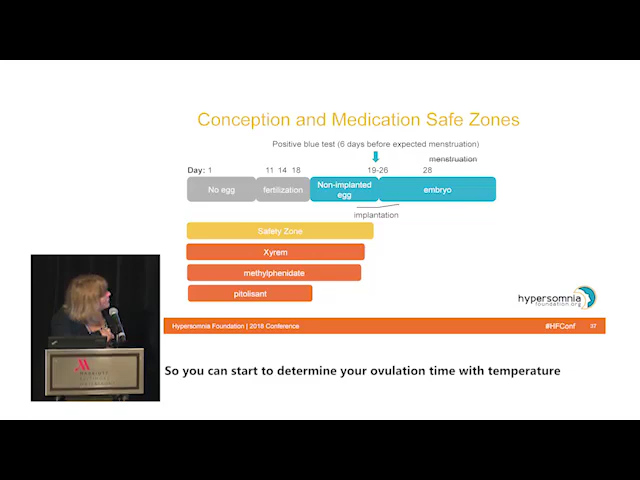 Conception and Medication Safe Zones
Positive blue test (6 days before expected menstruation)
menstruation
Day: 1 11 14 18 19-26 28
No egg fertilization Non-implanted egg embryo
implantation
Safety Zone
Xyrem
methylphenidate
pitolisant
hypersomnia
foundation.org
Hypersomnia Foundation | 2018 Conference #HFConf 37
MARRIOTT
So you can start to determine your ovulation time with temperature